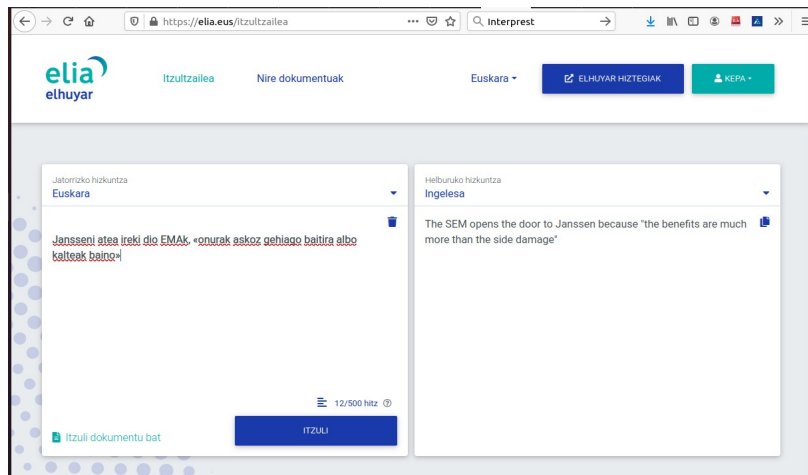 https://elia.eus/itzultzailea
Interprest
elia
elhuyar
Itzultzailea
Nire dokumentuak
Euskara
ELHUYAR HIZTEGIAK
KEPA
Jatorrizko hizkuntza
Euskara
Jansseni atea ireki dio EMAk, «onurak askoz gehiago baitira albo
kalteak baino»
12/500 hitz
Itzuli dokumentu bat
ITZULI
Helburuko hizkuntza
Ingelesa
The SEM opens the door to Janssen because "the benefits are much
more than the side damage"